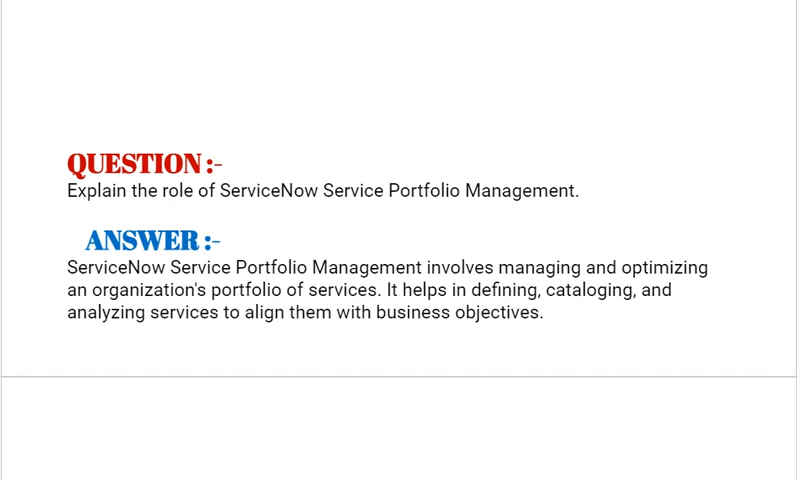 QUESTION :-
Explain the role of ServiceNow Service Portfolio Management.
ANSWER :-
ServiceNow Service Portfolio Management involves managing and optimizing
an organization's portfolio of services. It helps in defining, cataloging, and
analyzing services to align them with business objectives.